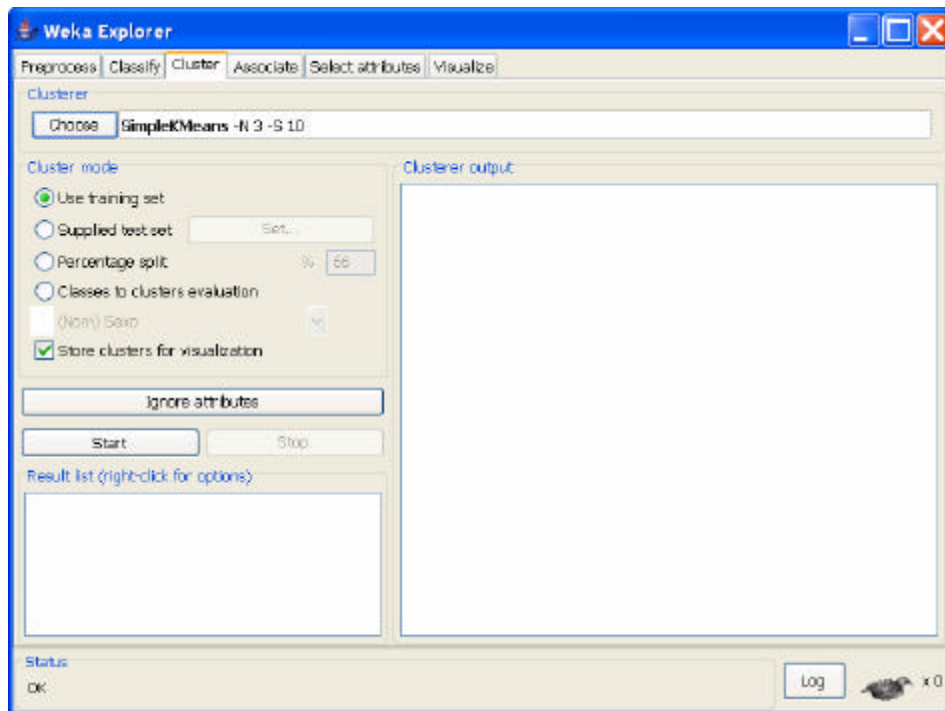 Weka Explorer
Preprocess Classify Cluster Associate Select attributes Visualize
Clusterer
Choose SimpleKMeans -N 3 -S 10
Cluster mode
Use training set
Supplied test set Set...
Percentage split % 66
Classes to clusters evaluation
(Nom) Sexo
Store clusters for visualization
Ignore attributes
Start Stop
Result list (right-click for options)
Clusterer output
Status
OK
Log x 0